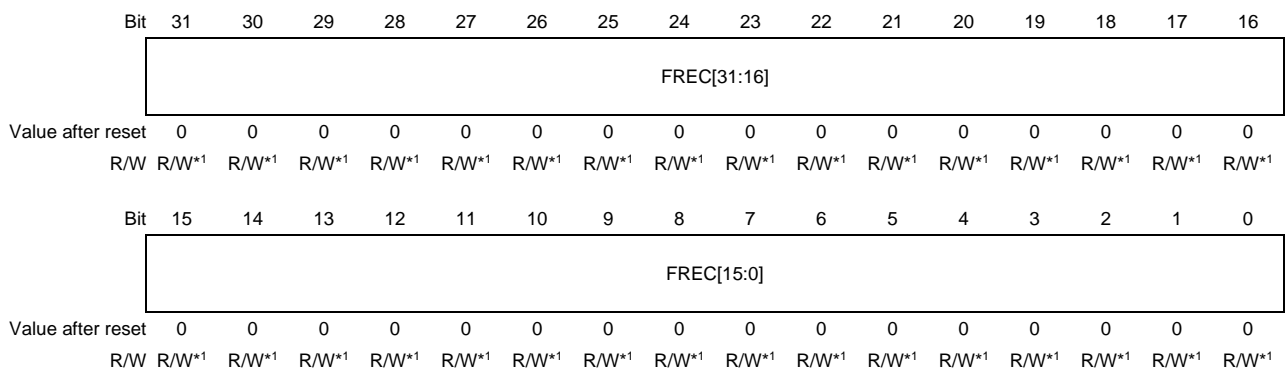 Bit 31 30 29 28 27 26 25 24 23 22 21 20 19 18 17 16
FREC[31:16]
Value after reset 0 0 0 0 0 0 0 0 0 0 0 0 0 0 0 0
R/W R/W*1 R/W*1 R/W*1 R/W*1 R/W*1 R/W*1 R/W*1 R/W*1 R/W*1 R/W*1 R/W*1 R/W*1 R/W*1 R/W*1 R/W*1 R/W*1
Bit 15 14 13 12 11 10 9 8 7 6 5 4 3 2 1 0
FREC[15:0]
Value after reset 0 0 0 0 0 0 0 0 0 0 0 0 0 0 0 0
R/W R/W*1 R/W*1 R/W*1 R/W*1 R/W*1 R/W*1 R/W*1 R/W*1 R/W*1 R/W*1 R/W*1 R/W*1 R/W*1 R/W*1 R/W*1 R/W*1